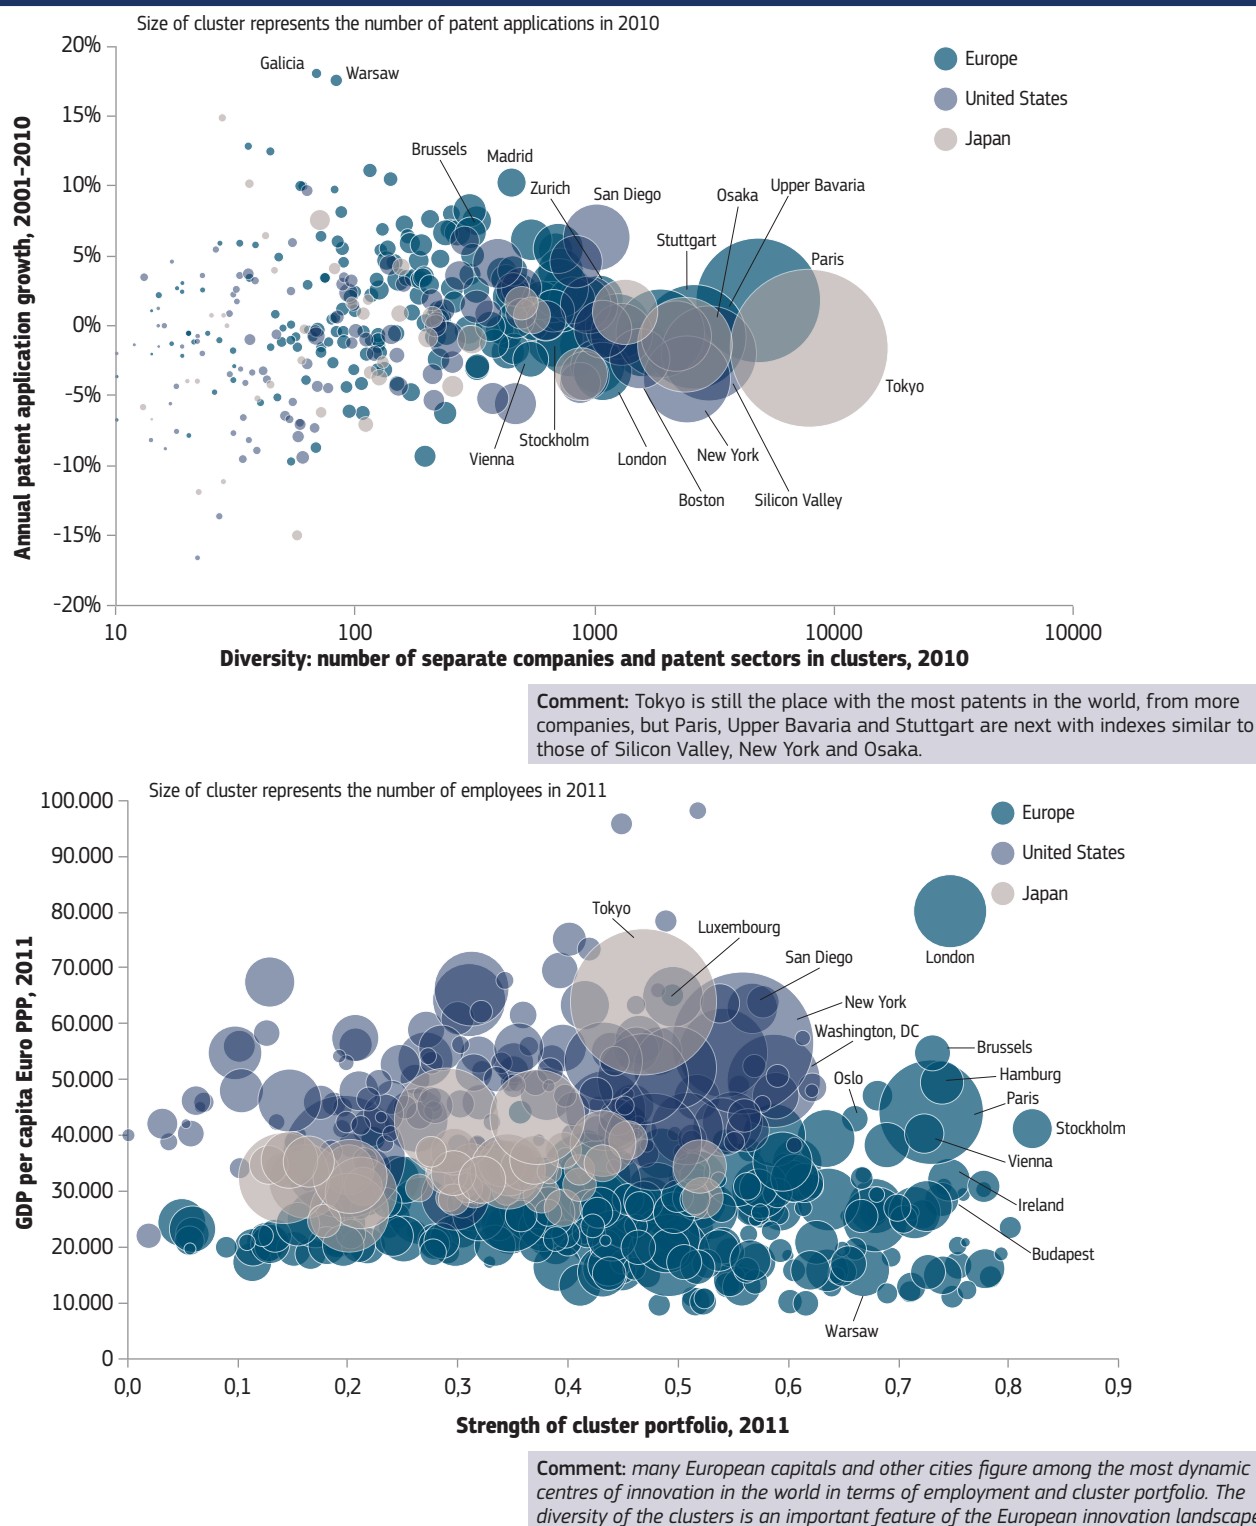 Size of cluster represents the number of patent applications in 2010
20%
15%
10%
5%
0%
-5%
-10%
-15%
-20%
Annual patent application growth, 2001-2010
Europe
United States
Japan
Galicia
Warsaw
Brussels
Madrid
Zurich
San Diego
Osaka
Upper Bavaria
Stuttgart
Paris
Tokyo
Stockholm
Vienna
London
New York
Boston
Silicon Valley
10
100
1000
10000
10000
Diversity: number of separate companies and patent sectors in clusters, 2010
Comment: Tokyo is still the place with the most patents in the world, from more
companies, but Paris, Upper Bavaria and Stuttgart are next with indexes similar to
those of Silicon Valley, New York and Osaka.
Size of cluster represents the number of employees in 2011
100.000
90.000
80.000
70.000
60.000
50.000
40.000
30.000
20.000
10.000
0
GDP per capita Euro PPP, 2011
Europe
United States
Japan
Tokyo
Luxembourg
San Diego
London
New York
Washington, DC
Brussels
Oslo
Hamburg
Paris
Stockholm
Vienna
Ireland
Budapest
Warsaw
0,0
0,1
0,2
0,3
0,4
0,5
0,6
0,7
0,8
0,9
Strength of cluster portfolio, 2011
Comment: many European capitals and other cities figure among the most dynamic
centres of innovation in the world in terms of employment and cluster portfolio. The
diversity of the clusters is an important feature of the European innovation